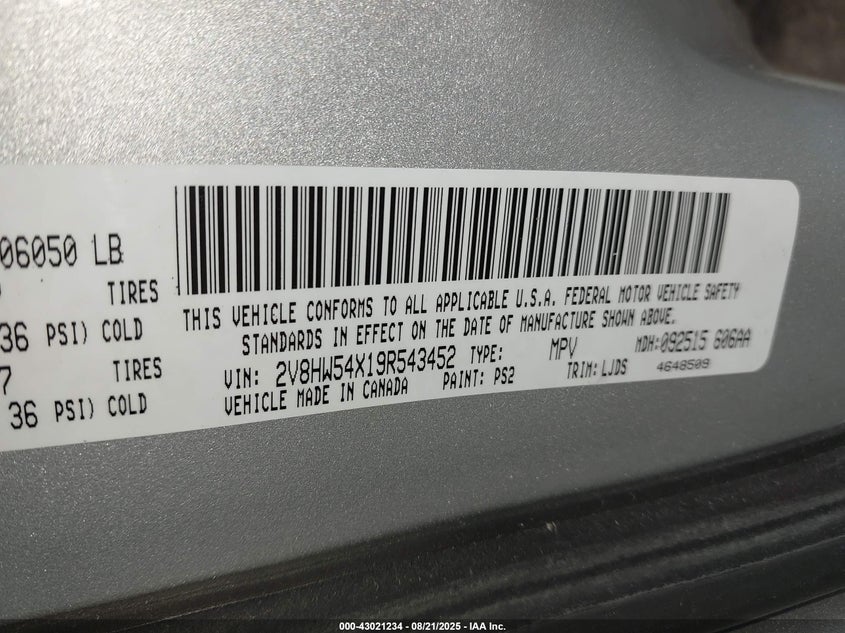 06050 LB
TIRES
36 PSI) COLD
7 TIRES
36 PSI) COLD
THIS VEHICLE CONFORMS TO ALL APPLICABLE U.S.A. FEDERAL MOTOR VEHICLE SAFETY
STANDARDS IN EFFECT ON THE DATE OF MANUFACTURE SHOWN ABOVE.
VIN: 2V8HW54X19R543452 TYPE: MPV MDH:092515 606AA
VEHICLE MADE IN CANADA PAINT: PS2 TRIM: LJDS 4648509
000-43021234 - 08/21/2025 - IAA Inc.